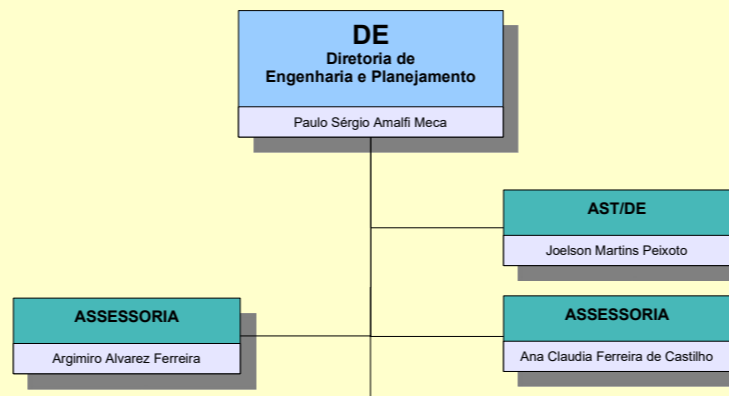 DE
Diretoria de
Engenharia e Planejamento
Paulo Sérgio Amalfi Meca
AST/DE
Joelson Martins Peixoto
ASSESSORIA
Argimiro Alvarez Ferreira
ASSESSORIA
Ana Claudia Ferreira de Castilho